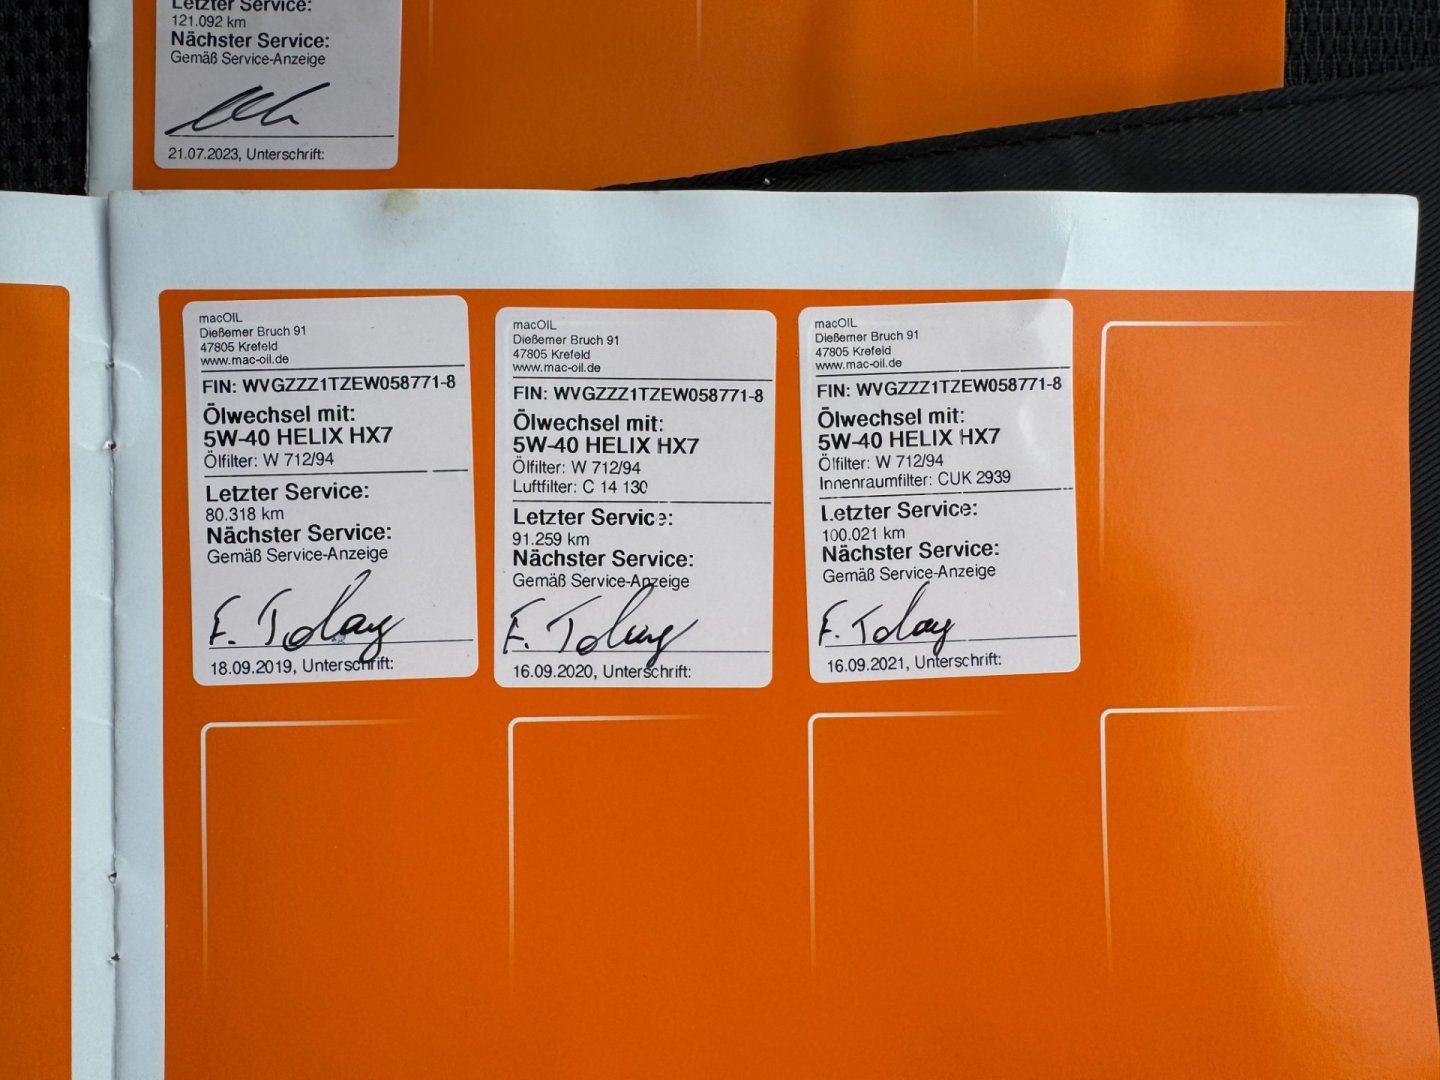 Letzter Service:
121.092 km
Nächster Service:
Gemäß Service-Anzeige
21.07.2023, Unterschrift:
macOIL
Dießemer Bruch 91
47805 Krefeld
www.mac-oil.de
FIN: WVGZZZ1TZEW058771-8
Ölwechsel mit:
5W-40 HELIX HX7
Ölfilter: W 712/94
Letzter Service:
80.318 km
Nächster Service:
Gemäß Service-Anzeige
F. Tolay
18.09.2019, Unterschrift:
macOIL
Dießemer Bruch 91
47805 Krefeld
www.mac-oil.de
FIN: WVGZZZ1TZEW058771-8
Ölwechsel mit:
5W-40 HELIX HX7
Ölfilter: W 712/94
Luftfilter: C 14 130
Letzter Service:
91.259 km
Nächster Service:
Gemäß Service-Anzeige
F. Tolay
16.09.2020, Unterschrift:
macOIL
Dießemer Bruch 91
47805 Krefeld
www.mac-oil.de
FIN: WVGZZZ1TZEW058771-8
Ölwechsel mit:
5W-40 HELIX HX7
Ölfilter: W 712/94
Innenraumfilter: CUK 2939
Letzter Service:
100.021 km
Nächster Service:
Gemäß Service-Anzeige
F. Tolay
16.09.2021, Unterschrift: